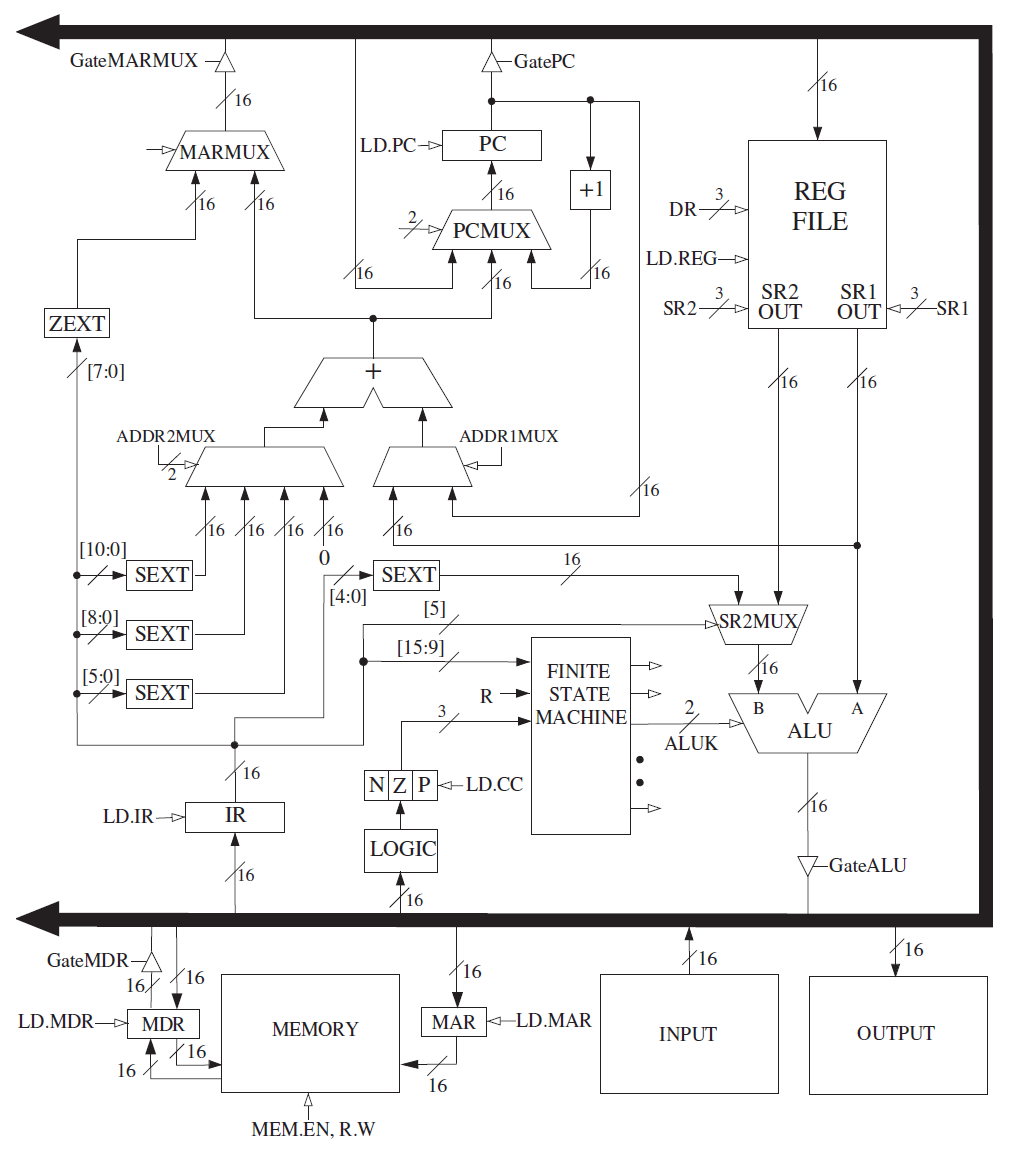 GateMARMUX
GatePC
16
16
MARMUX
LD.PC
PC
+1
16
REG
FILE
3
DR
16
16
2
PCMUX
LD.REG
16
16
16
3
SR2
SR2
OUT
SR1
OUT
3
SR1
ZEXT
[7:0]
+
16
16
ADDR2MUX
2
ADDR1MUX
16
16
16
16
16
16
0
[10:0]
SEXT
[4:0]
SEXT
16
[8:0]
SEXT
[5]
SR2MUX
[15:9]
16
[5:0]
SEXT
R
3
FINITE
STATE
MACHINE
2
ALUK
B
A
ALU
16
N Z P
LD.CC
LD.IR
IR
16
LOGIC
16
16
GateALU
GateMDR
16
16
LD.MDR
MDR
16
16
MEMORY
16
MAR
LD.MAR
16
MEM.EN, R.W
16
INPUT
16
OUTPUT